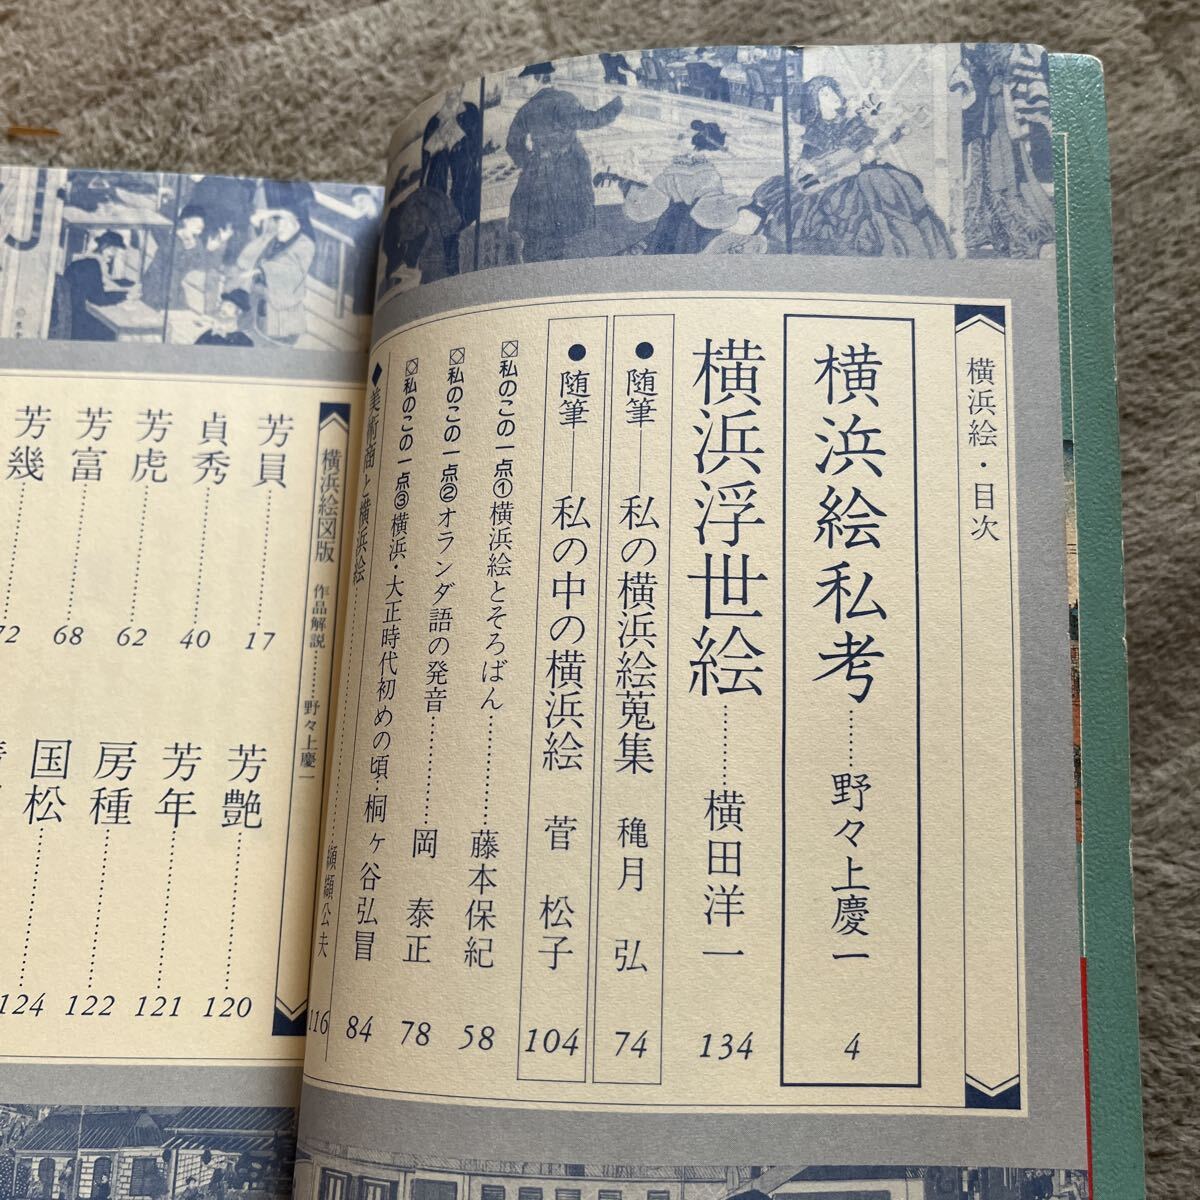 横浜絵・目次
横浜絵私考……野々上慶一 4
横浜浮世絵……横田洋一 134
●随筆―私の横浜絵蒐集 穐月 弘 74
●随筆―私の中の横浜絵 菅 松子 104
私のこの一点①横浜絵とそろばん……藤本保紀 58
私のこの一点②オランダ語の発音……岡 泰正 78
私のこの一点③横浜・大正時代初めの頃…桐ヶ谷弘冒 84
◆美術商と横浜絵……纐纈公夫 116
横浜絵図版 作品解説……野々上慶一
芳員……17
貞秀……40
芳虎……62
芳富……68
芳幾……72
芳艶……120
芳年……121
房種……122
国松……124